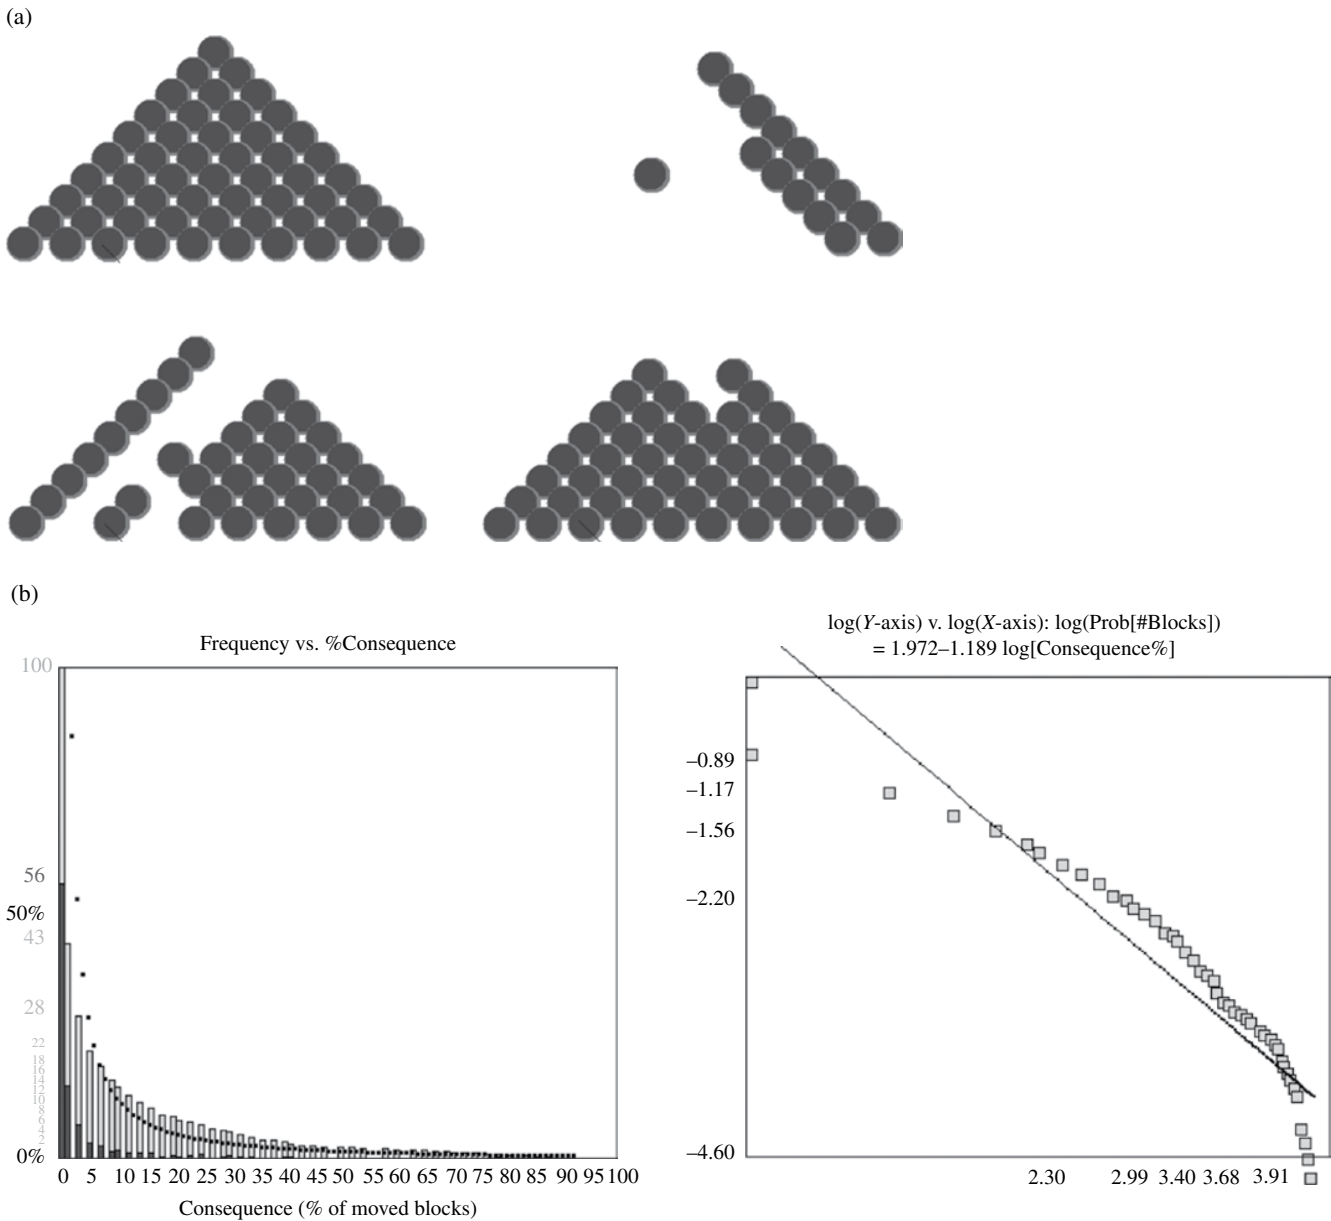 (a)
(b)
Frequency vs. %Consequence
100
56
50%
43
28
22
18
16
14
12
10
8
6
4
2
0%
0 5 10 15 20 25 30 35 40 45 50 55 60 65 70 75 80 85 90 95 100
Consequence (% of moved blocks)
log(Y-axis) v. log(X-axis): log(Prob[#Blocks])
= 1.972–1.189 log[Consequence%]
–0.89
–1.17
–1.56
–2.20
–4.60
2.30 2.99 3.40 3.68 3.91